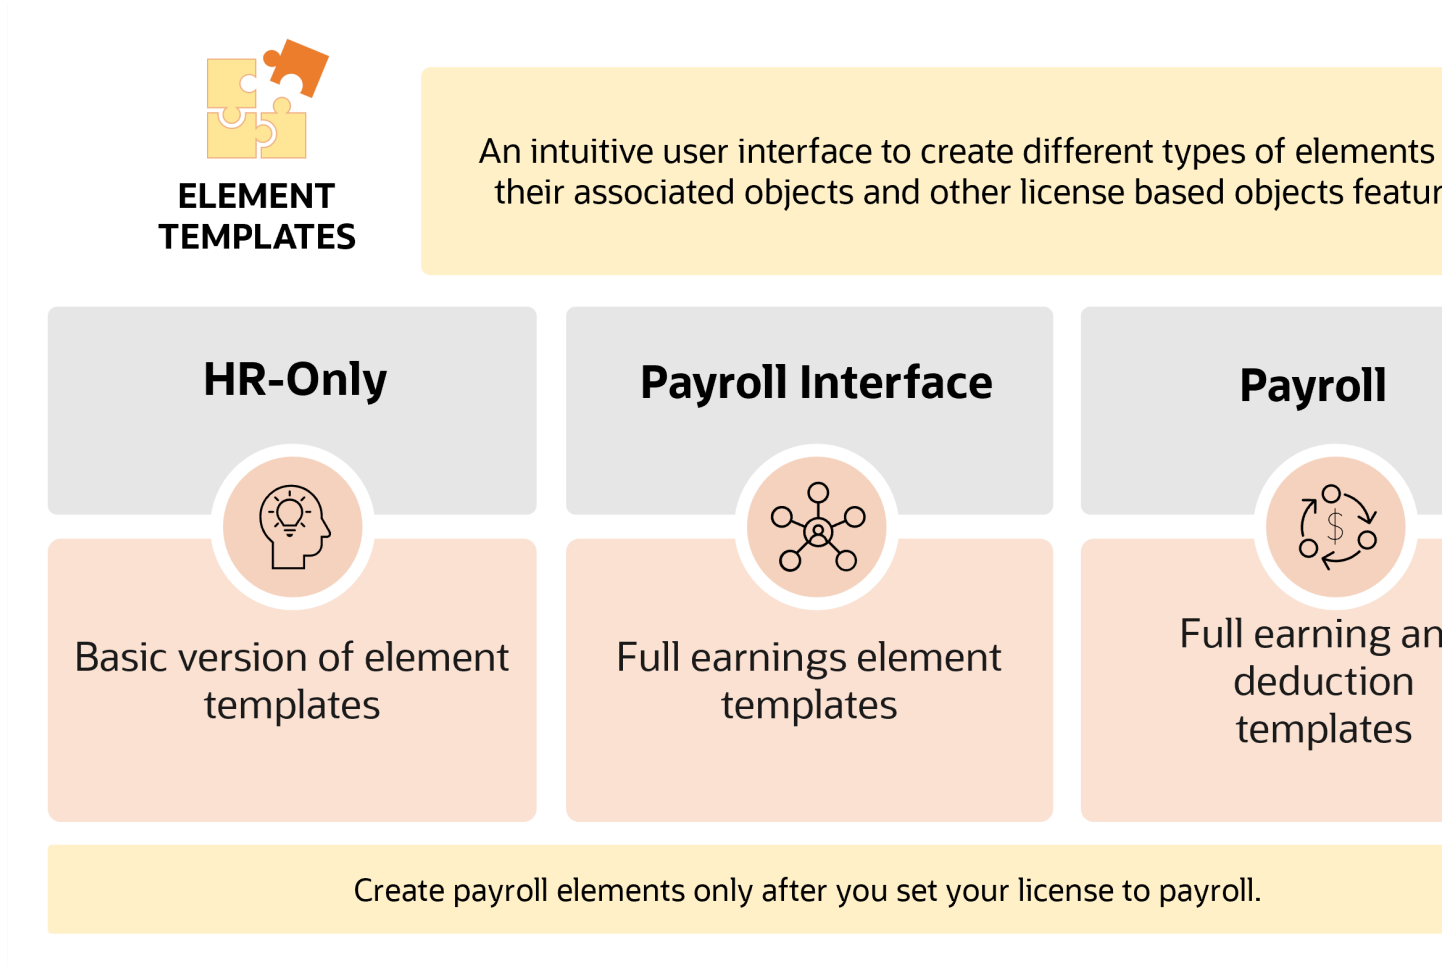 ELEMENT
TEMPLATES
An intuitive user interface to create different types of elements
their associated objects and other license based objects
HR-Only
Payroll Interface
Payroll
Basic version of element
templates
Full earnings element
templates
Full earning
deduction
templates
$
Create payroll elements only after you set your license to payroll.